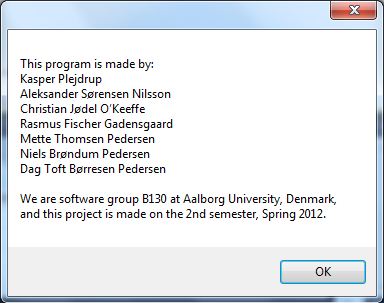 This program is made by:
Kasper Plejdrup
Aleksander Sørensen Nilsson
Christian Jødel O'Keeffe
Rasmus Fischer Gadensgaard
Mette Thomsen Pedersen
Niels Brøndum Pedersen
Dag Toft Børresen Pedersen
We are software group B130 at Aalborg University, Denmark,
and this project is made on the 2nd semester, Spring 2012.
OK